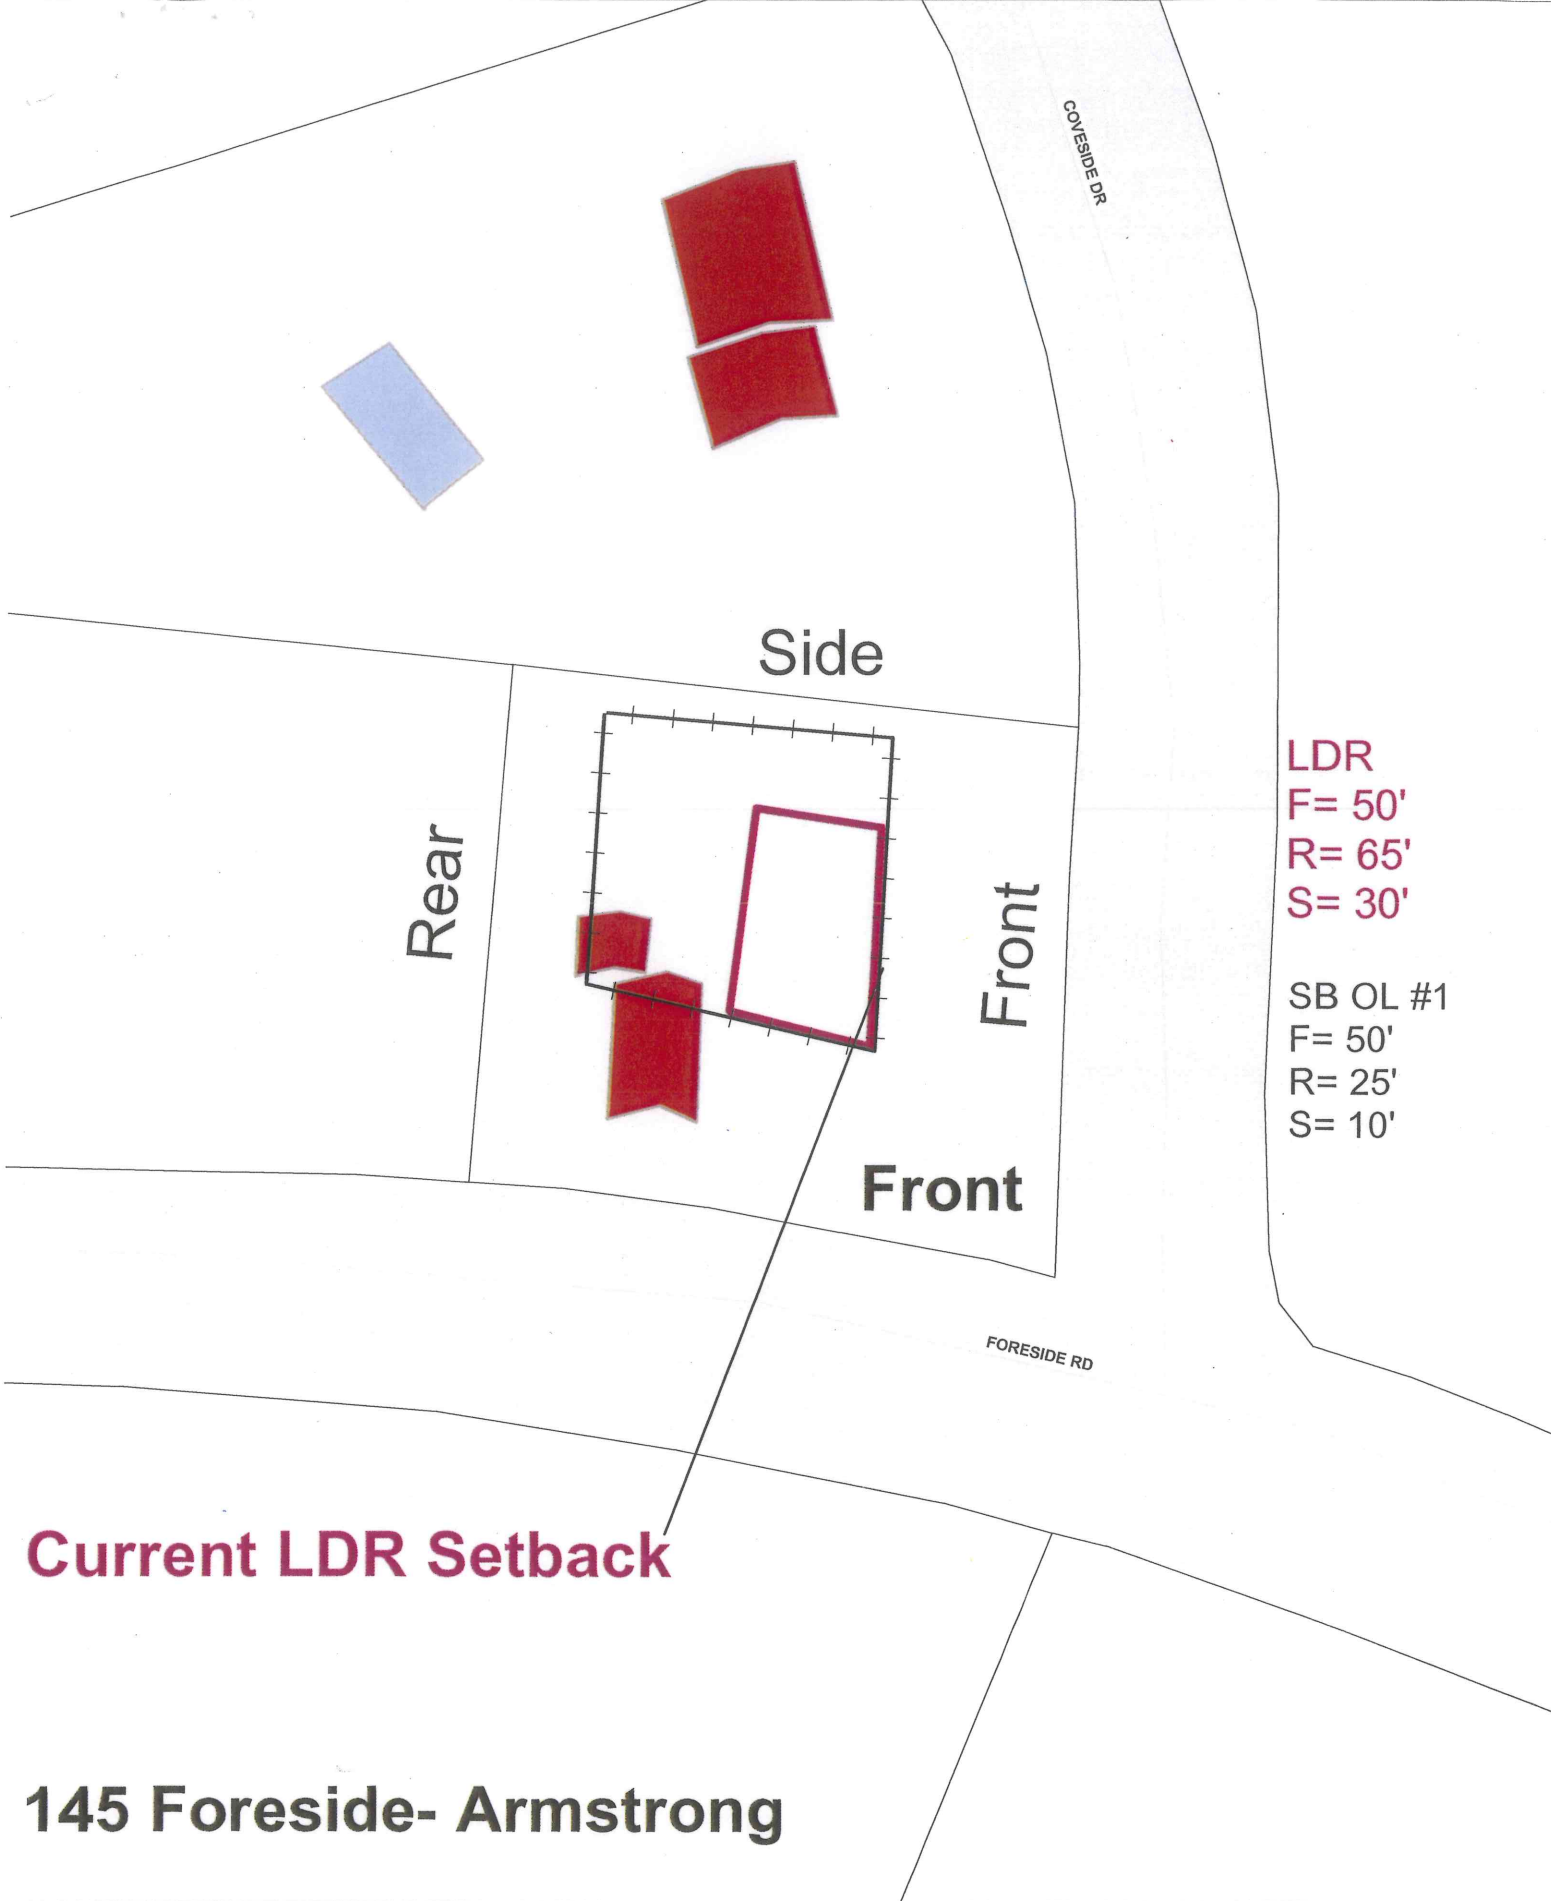 COVESIDE DR
Side
Rear
Front
LDR
F= 50'
R= 65'
S= 30'
SB OL #1
F= 50'
R= 25'
S= 10'
Front
FORESIDE RD
Current LDR Setback
145 Foreside- Armstrong